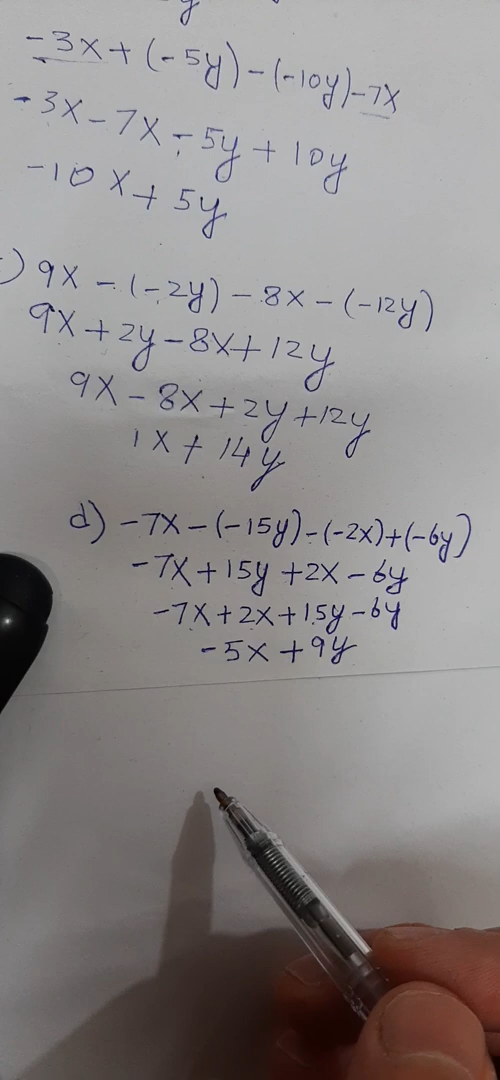 y
-3x + (-5y) - (-10y) - 7x
-3x - 7x - 5y + 10y
-10x + 5y
) 9x - (-2y) - 8x - (-12y)
9x + 2y - 8x + 12y
9x - 8x + 2y + 12y
1x + 14y
d) -7x - (-15y) - (-2x) + (-6y)
-7x + 15y + 2x - 6y
-7x + 2x + 15y - 6y
-5x + 9y